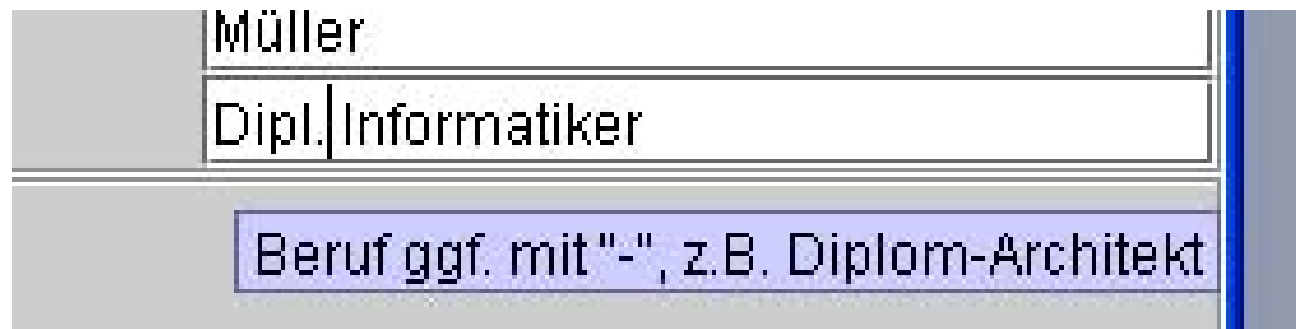 Müller
Dipl. Informatiker
Beruf ggf. mit "-", z.B. Diplom-Architekt